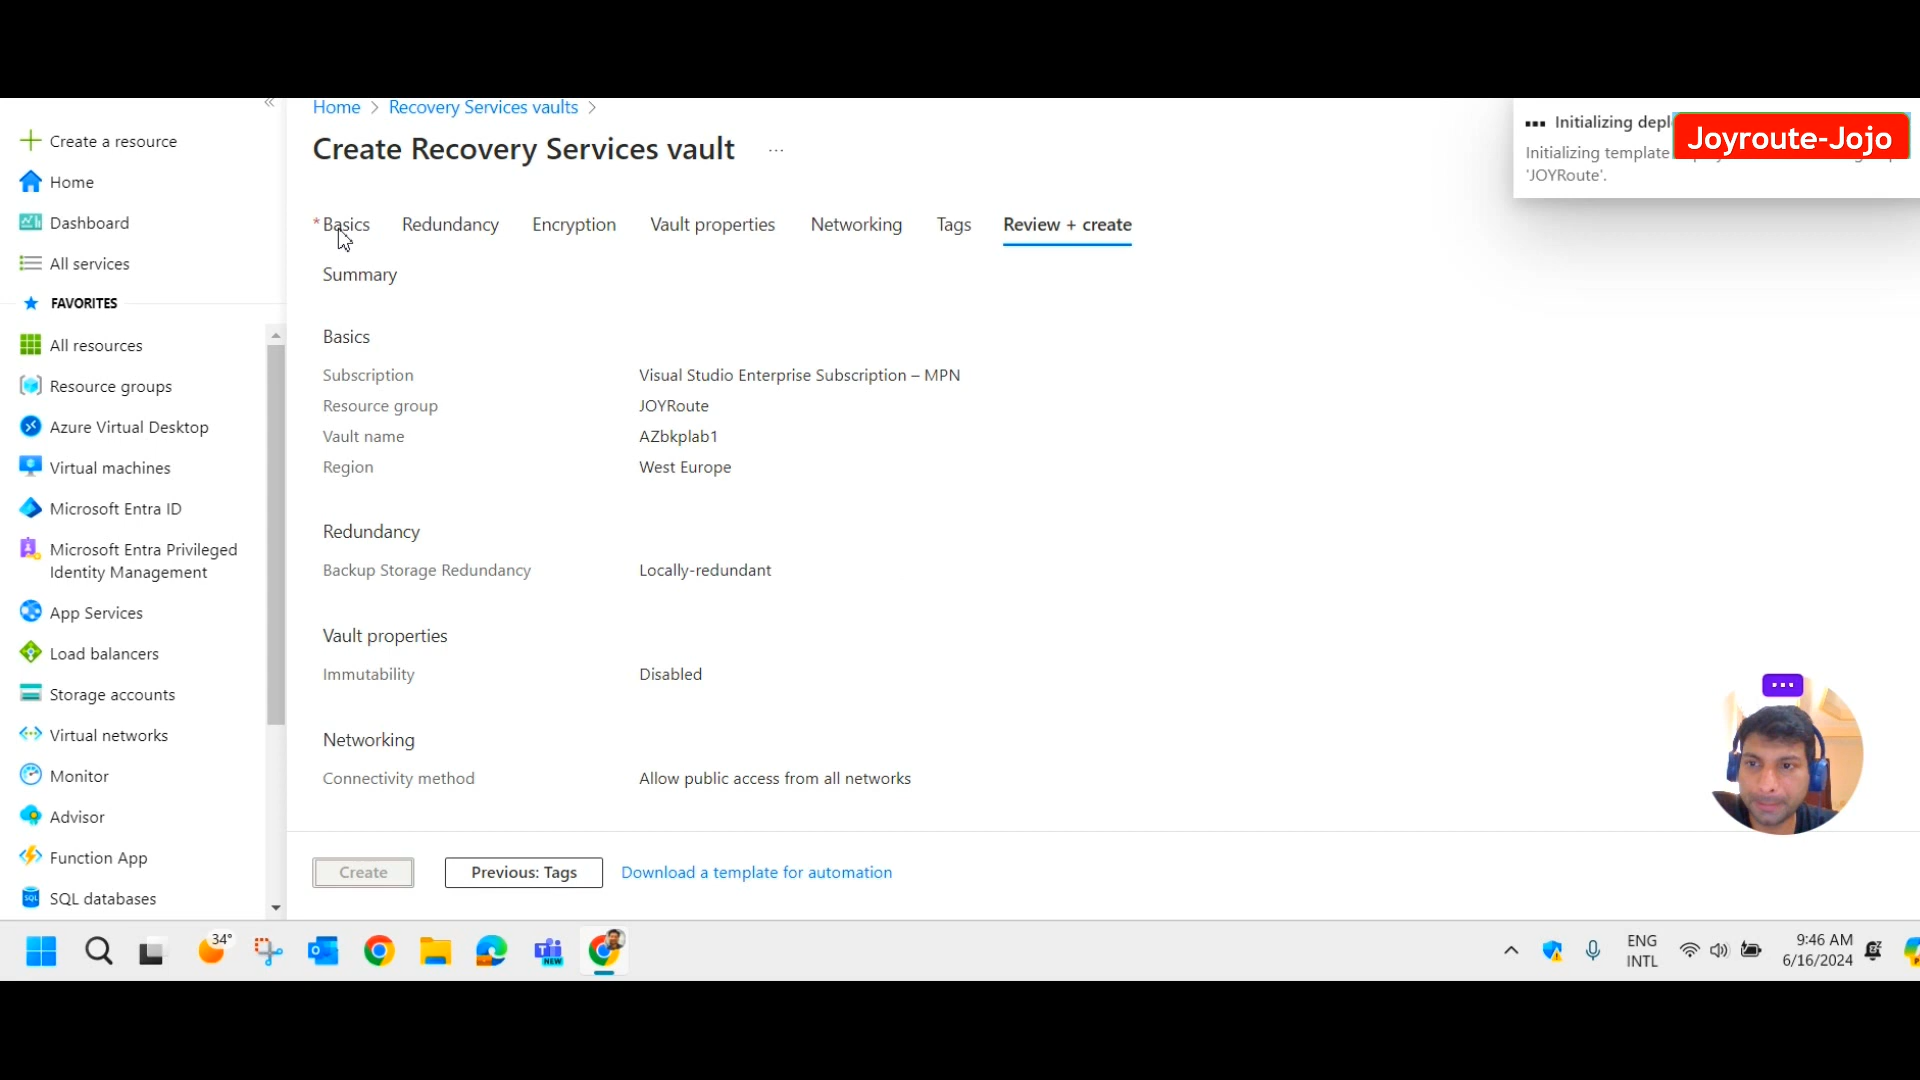 Home > Recovery Services vaults >
Create Recovery Services vault ...
Create a resource
Home
Dashboard
All services
FAVORITES
All resources
Resource groups
Azure Virtual Desktop
Virtual machines
Microsoft Entra ID
Microsoft Entra Privileged
Identity Management
App Services
Load balancers
Storage accounts
Virtual networks
Monitor
Advisor
Function App
SQL databases
* Basics Redundancy Encryption Vault properties Networking Tags Review + create
Summary
Basics
Subscription Visual Studio Enterprise Subscription – MPN
Resource group JOYRoute
Vault name AZbkplab1
Region West Europe
Redundancy
Backup Storage Redundancy Locally-redundant
Vault properties
Immutability Disabled
Networking
Connectivity method Allow public access from all networks
Create Previous: Tags Download a template for automation
Initializing
Joyroute-Jojo
Initializing template
'JOYRoute'.
34°
NEW
ENG
INTL
9:46 AM
6/16/2024